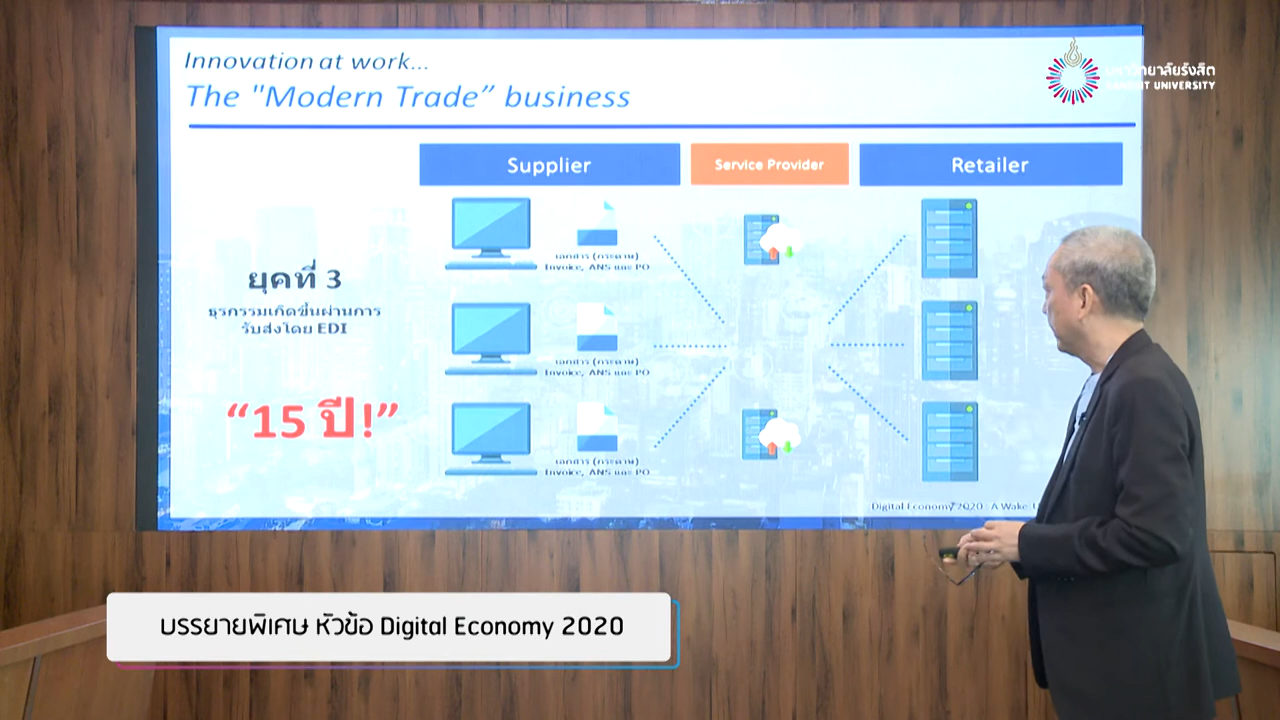 Innovation at work...
The "Modern Trade” business
มหาวิทยาลัยรังสิต
UNIVERSITY
Supplier
Service Provider
Retailer
เอกสาร (กระดาษ)
Invoice, ANS และ PO
ยุคที่ 3
ธุรกรรมเกิดขึ้นผ่านการ
รับส่งโดย EDI
เอกสาร (กระดาษ)
Invoice, ANS และ PO
“15 ปี!”
เอกสาร (กระดาษ)
Invoice, ANS และ PO
Digital Economy 2020 : A Wake
บรรยายพิเศษ หัวข้อ Digital Economy 2020